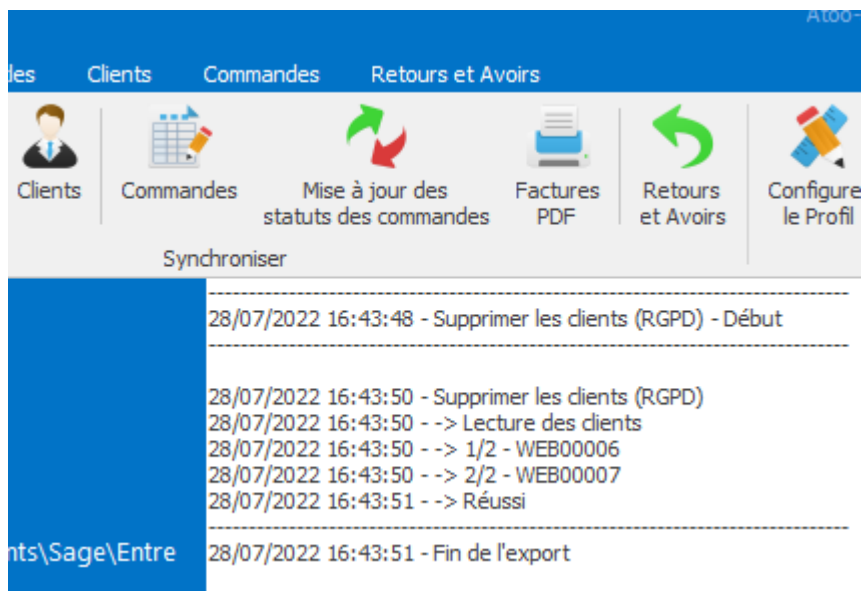 Atoo-
des Clients Commandes Retours et Avoirs
Clients
Commandes
Mise à jour des
statuts des commandes
Factures
PDF
Retours
et Avoirs
Configure
le Profil
Synchroniser
28/07/2022 16:43:48 - Supprimer les clients (RGPD) - Début
28/07/2022 16:43:50 - Supprimer les clients (RGPD)
28/07/2022 16:43:50 - -> Lecture des clients
28/07/2022 16:43:50 - -> 1/2 - WEB00006
28/07/2022 16:43:50 - -> 2/2 - WEB00007
28/07/2022 16:43:51 - -> Réussi
nts\Sage\Entre
28/07/2022 16:43:51 - Fin de l'export